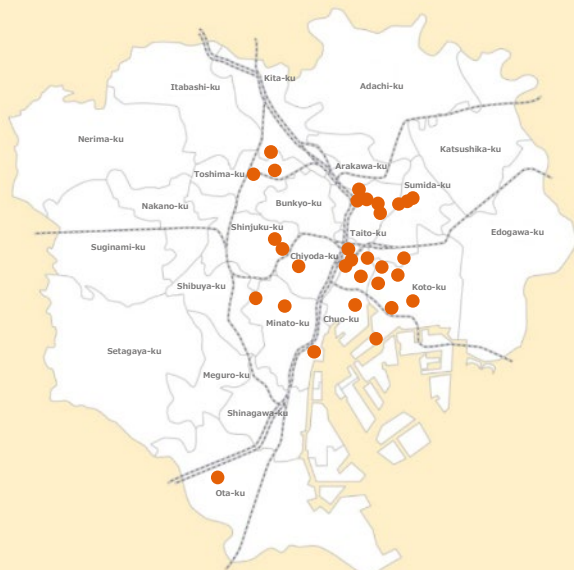 Kita-ku
Itabashi-ku
Adachi-ku
Nerima-ku
Katsushika-ku
Arakawa-ku
Toshima-ku
Sumida-ku
Bunkyo-ku
Nakano-ku
Shinjuku-ku
Taito-ku
Edogawa-ku
Suginami-ku
Chiyoda-ku
Shibuya-ku
Koto-ku
Chuo-ku
Minato-ku
Setagaya-ku
Meguro-ku
Shinagawa-ku
Ota-ku